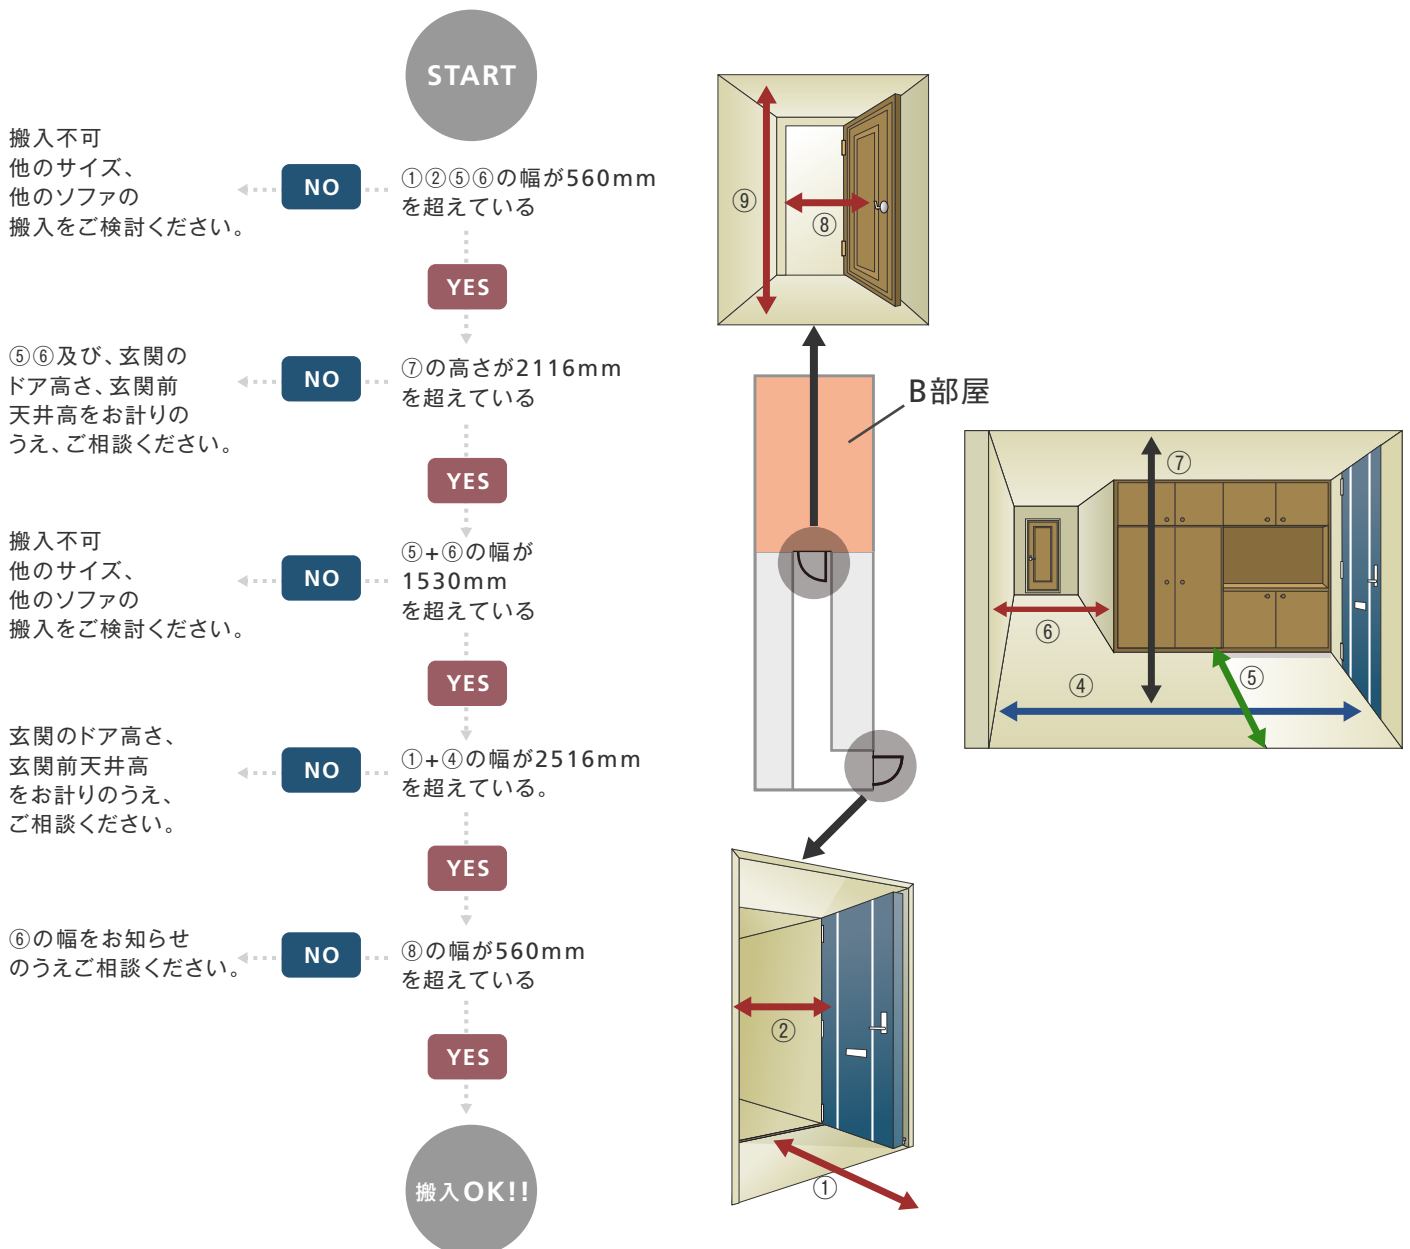 START
①②⑤⑥の幅が560mm
を超えている
NO
搬入不可
他のサイズ、
他のソファの
搬入をご検討ください。
YES
⑦の高さが2116mm
を超えている
NO
⑤⑥及び、玄関の
ドア高さ、玄関前
天井高をお計りの
うえ、ご相談ください。
YES
⑤+⑥の幅が
1530mm
を超えている
NO
搬入不可
他のサイズ、
他のソファの
搬入をご検討ください。
YES
①+④の幅が2516mm
を超えている。
NO
玄関のドア高さ、
玄関前天井高
をお計りのうえ、
ご相談ください。
YES
⑧の幅が560mm
を超えている
NO
⑥の幅をお知らせ
のうえご相談ください。
YES
搬入OK!!
⑨
⑧
B部屋
⑦
⑥
④
⑤
②
①